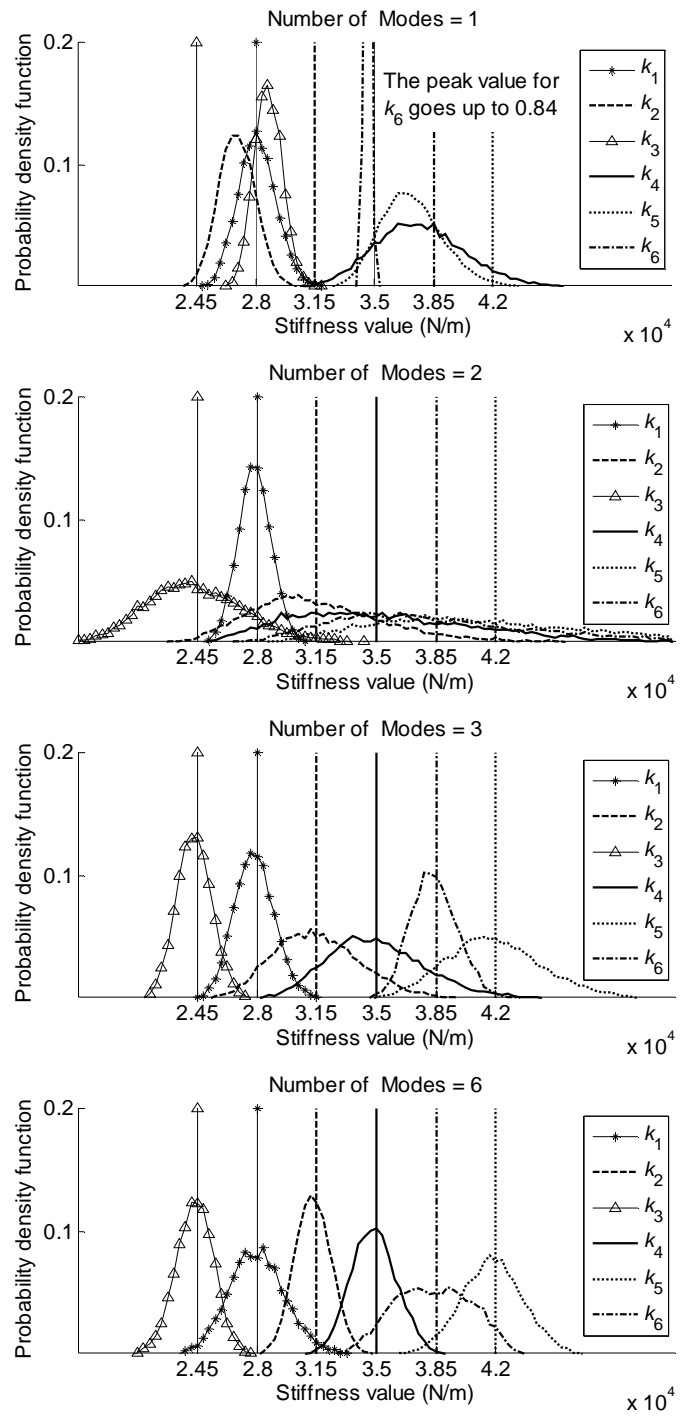 Number of Modes = 1
Probability density function
0.2
0.1
The peak value for
k6 goes up to 0.84
k1
k2
k3
k4
k5
k6
2.45 2.8 3.15 3.5 3.85 4.2
Stiffness value (N/m)
x 10^4
Number of Modes = 2
Probability density function
0.2
0.1
k1
k2
k3
k4
k5
k6
2.45 2.8 3.15 3.5 3.85 4.2
Stiffness value (N/m)
x 10^4
Number of Modes = 3
Probability density function
0.2
0.1
k1
k2
k3
k4
k5
k6
2.45 2.8 3.15 3.5 3.85 4.2
Stiffness value (N/m)
x 10^4
Number of Modes = 6
Probability density function
0.2
0.1
k1
k2
k3
k4
k5
k6
2.45 2.8 3.15 3.5 3.85 4.2
Stiffness value (N/m)
x 10^4